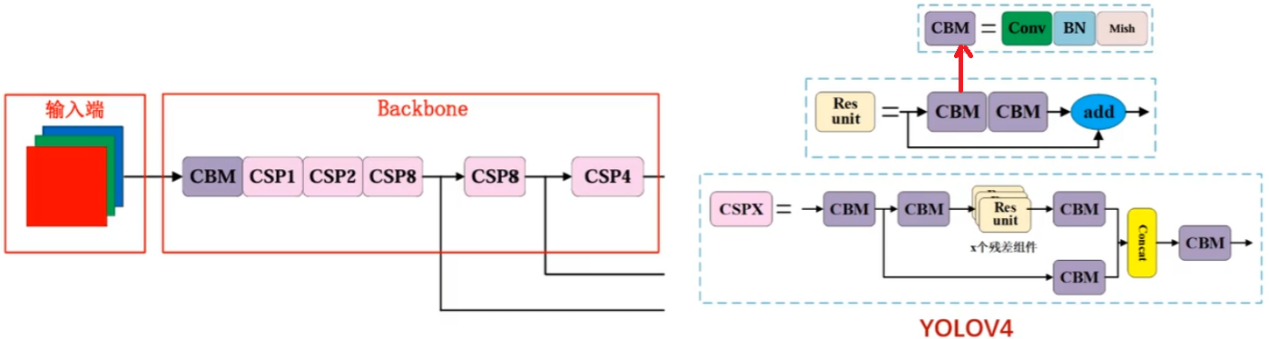 输入端
Backbone
CBM CSP1 CSP2 CSP8 CSP8 CSP4
CBM = Conv BN Mish
Res unit = CBM CBM add
CSPX = CBM CBM Res unit CBM Concat CBM
x个残差组件
CBM
YOLOV4